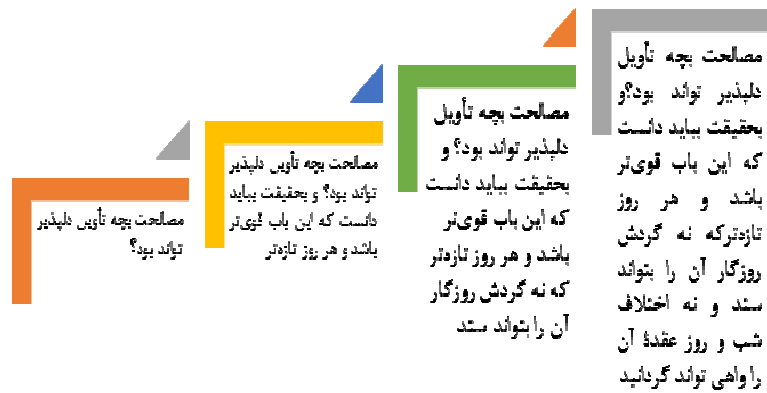 مصالحت بچه تأویل دلپذیر
تواند بود؟
مصالحت بچه تأویل دلپذیر
تواند بود؟ و بحقیقت بباید
دانست که این باب قوی‌تر
باشد و هر روز تازه‌تر
مصالحت بچه تأویل
دلپذیر تواند بود؟ و
بحقیقت بباید دانست
که این باب قوی‌تر
باشد و هر روز تازه‌تر
که نه گردش روزگار
آن را بتواند ستد
مصالحت بچه تأویل
دلپذیر تواند بود؟و
بحقیقت بباید دانست
که این باب قوی‌تر
باشد و هر روز
تازه‌ترکه نه گردش
روزگار آن را بتواند
ستد و نه اختلاف
شب و روز عقدهٔ آن
را واهی تواند گردانید